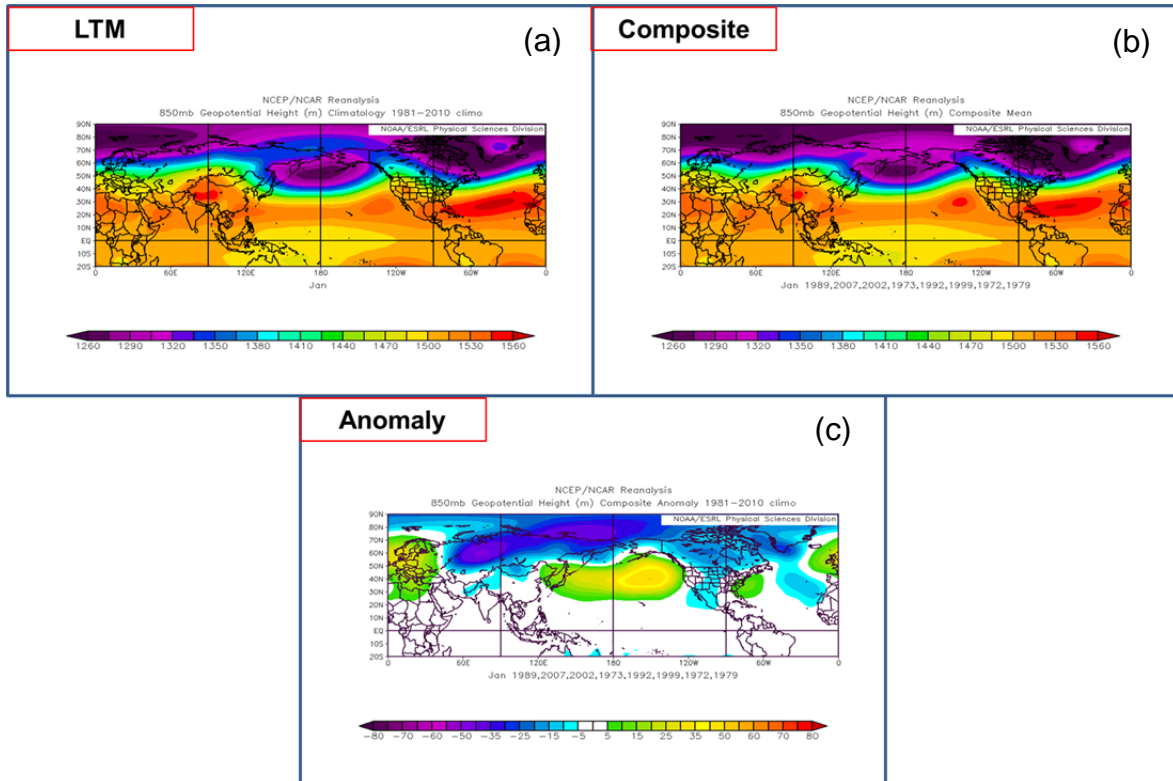 LTM
(a)
NCEP/NCAR Reanalysis
850mb Geopotential Height (m) Climatology 1981−2010 climo
NOAA/ESRL Physical Sciences Division
90N
80N
70N
60N
50N
40N
30N
20N
10N
EQ
10S
20S
0 60E 120E 180 120W 60W 0
Jan
1260 1290 1320 1350 1380 1410 1440 1470 1500 1530 1560
Composite
(b)
NCEP/NCAR Reanalysis
850mb Geopotential Height (m) Composite Mean
NOAA/ESRL Physical Sciences Division
90N
80N
70N
60N
50N
40N
30N
20N
10N
EQ
10S
20S
0 60E 120E 180 120W 60W 0
Jan 1989,2007,2002,1973,1992,1999,1972,1979
1260 1290 1320 1350 1380 1410 1440 1470 1500 1530 1560
Anomaly
(c)
NCEP/NCAR Reanalysis
850mb Geopotential Height (m) Composite Anomaly 1981−2010 climo
NOAA/ESRL Physical Sciences Division
90N
80N
70N
60N
50N
40N
30N
20N
10N
EQ
10S
20S
0 60E 120E 180 120W 60W 0
Jan 1989,2007,2002,1973,1992,1999,1972,1979
−80 −70 −60 −50 −35 −25 −15 −5 5 15 25 35 50 60 70 80